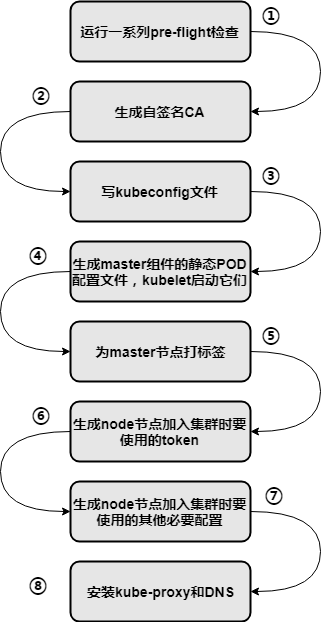 ①
运行一系列pre-flight检查
②
生成自签名CA
③
写kubeconfig文件
④
生成master组件的静态POD
配置文件，kubelet启动它们
⑤
为master节点打标签
⑥
生成node节点加入集群时要
使用的token
⑦
生成node节点加入集群时要
使用的其他必要配置
⑧
安装kube-proxy和DNS